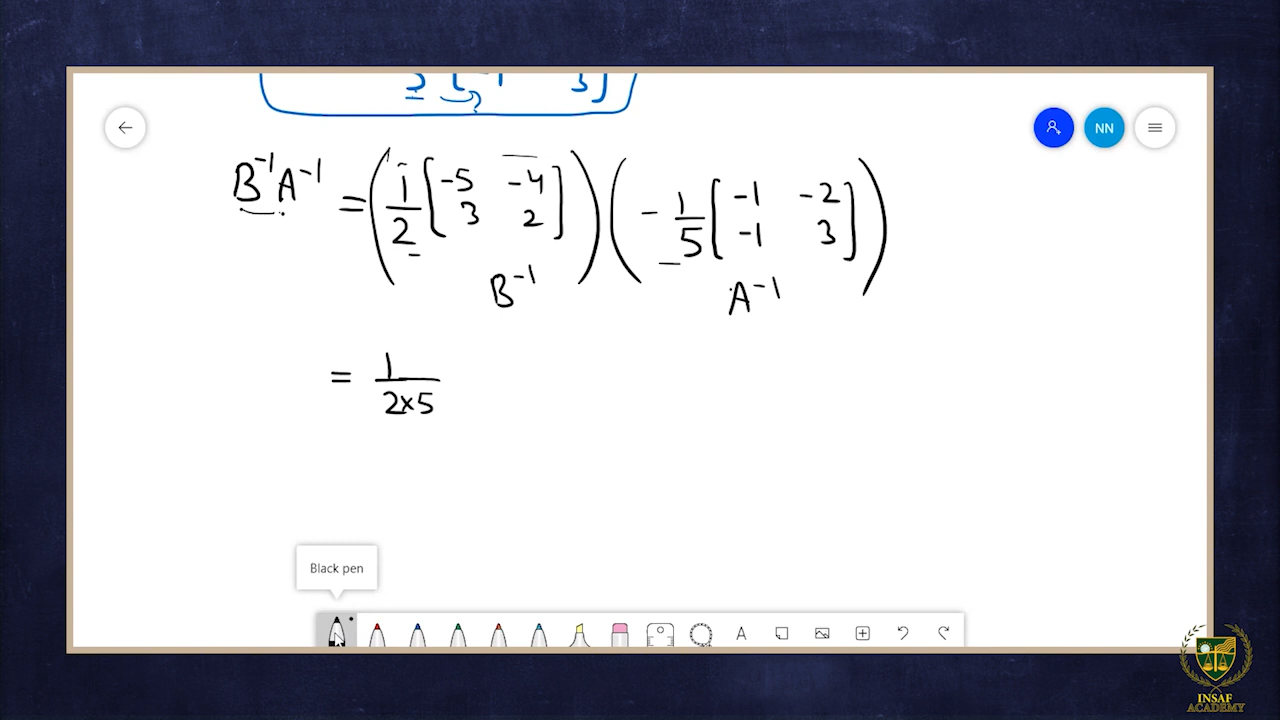 B⁻¹A⁻¹ = (1/2 [-5 -4
3 2]) (- 1/5 [-1 -2
-1 3])
B⁻¹ A⁻¹
= 1/2×5
NN
Black pen
A
INSAF
ACADEMY